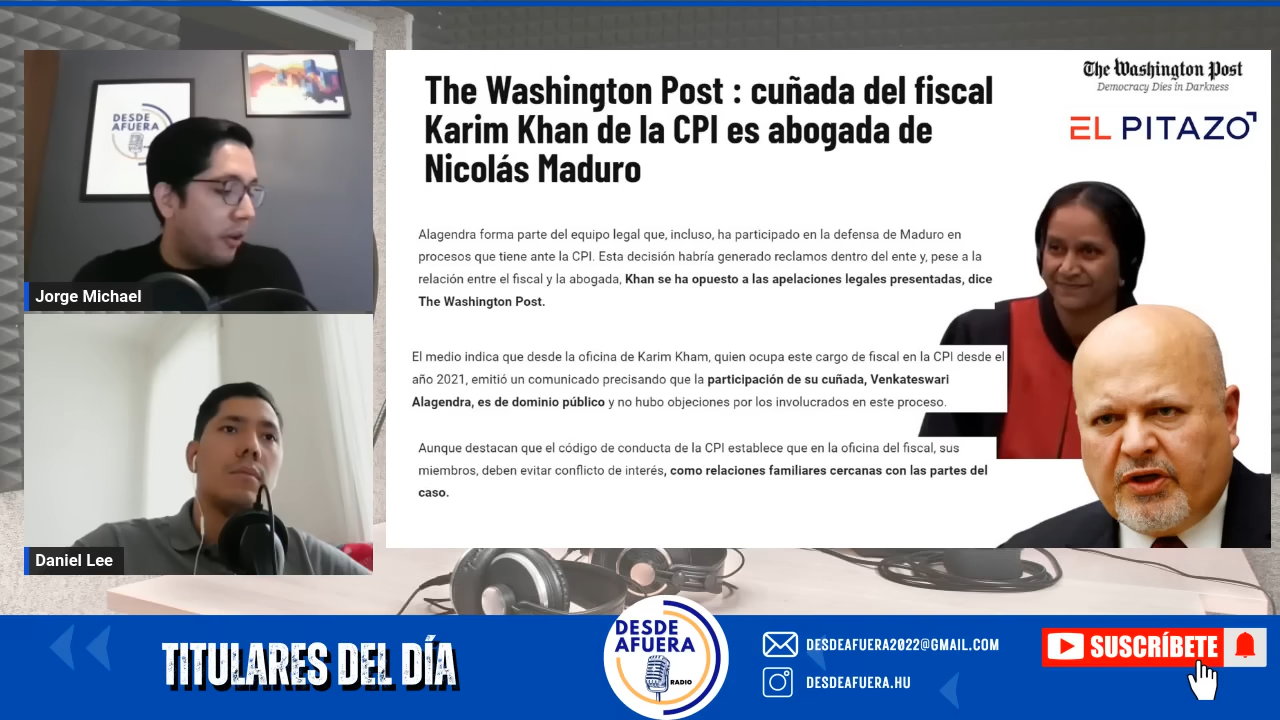 DESDE
AFUERA
Jorge Michael
Daniel Lee
The Washington Post : cuñada del fiscal
Karim Khan de la CPI es abogada de
Nicolás Maduro
The Washington Post
Democracy Dies in Darkness
EL PITAZO
Alagendra forma parte del equipo legal que, incluso, ha participado en la defensa de Maduro en
procesos que tiene ante la CPI. Esta decisión habría generado reclamos dentro del ente y, pese a la
relación entre el fiscal y la abogada, Khan se ha opuesto a las apelaciones legales presentadas, dice
The Washington Post.
El medio indica que desde la oficina de Karim Kham, quien ocupa este cargo de fiscal en la CPI desde el
año 2021, emitió un comunicado precisando que la participación de su cuñada, Venkateswari
Alagendra, es de dominio público y no hubo objeciones por los involucrados en este proceso.
Aunque destacan que el código de conducta de la CPI establece que en la oficina del fiscal, sus
miembros, deben evitar conflicto de interés, como relaciones familiares cercanas con las partes del
caso.
TITULARES DEL DÍA
DESDE
AFUERA
RADIO
DESDEAFUERA2022@GMAIL.COM
DESDEAFUERA.HU
SUSCRÍBETE